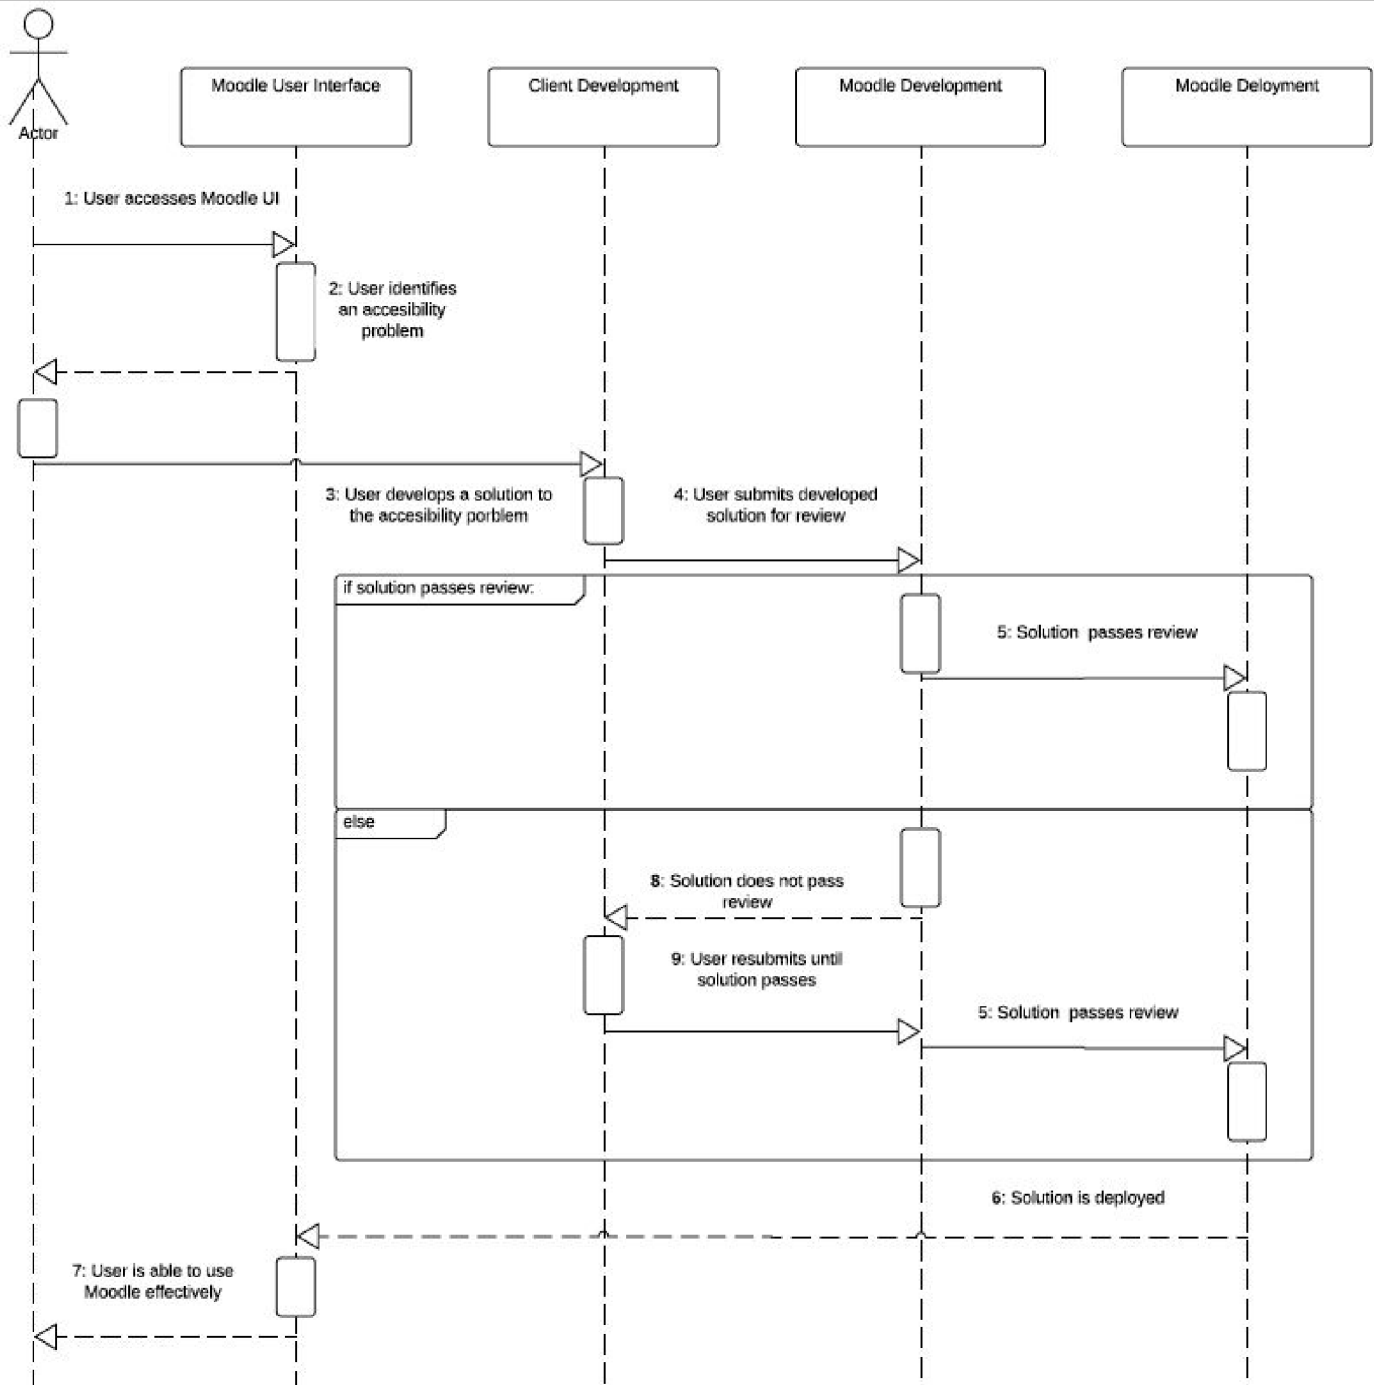 Actor
Moodle User Interface
Client Development
Moodle Development
Moodle Deloyment
1: User accesses Moodle UI
2: User identifies
an accesibility
problem
3: User develops a solution to
the accesibility porblem
4: User submits developed
solution for review
if solution passes review:
5: Solution passes review
else
8: Solution does not pass
review
9: User resubmits until
solution passes
5: Solution passes review
6: Solution is deployed
7: User is able to use
Moodle effectively